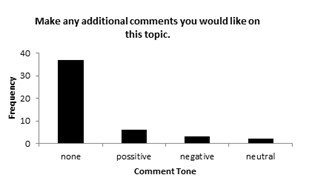 Make any additional comments you would like on
this topic.
40
30
20
10
0
Frequency
none possitive negative neutral
Comment Tone